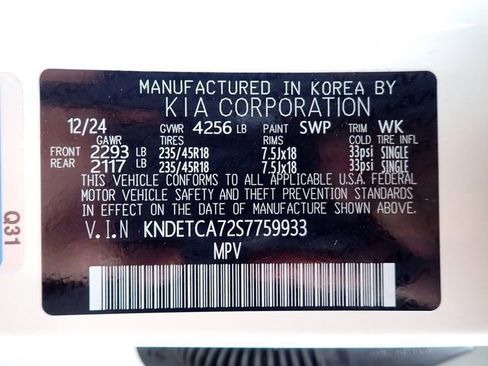 MANUFACTURED IN KOREA BY
KIA CORPORATION
12/24 GVWR 4256 LB PAINT SWP TRIM WK
GAWR TIRES RIMS COLD TIRE INFL
FRONT 2293 LB 235/45R18 7.5Jx18 33psi SINGLE
REAR 2117 LB 235/45R18 7.5Jx18 33psi SINGLE
THIS VEHICLE CONFORMS TO ALL APPLICABLE U.S.A. FEDERAL
MOTOR VEHICLE SAFETY AND THEFT PREVENTION STANDARDS
IN EFFECT ON THE DATE OF MANUFACTURE SHOWN ABOVE.
V.I.N KNDETCA72S7759933
MPV
Q31